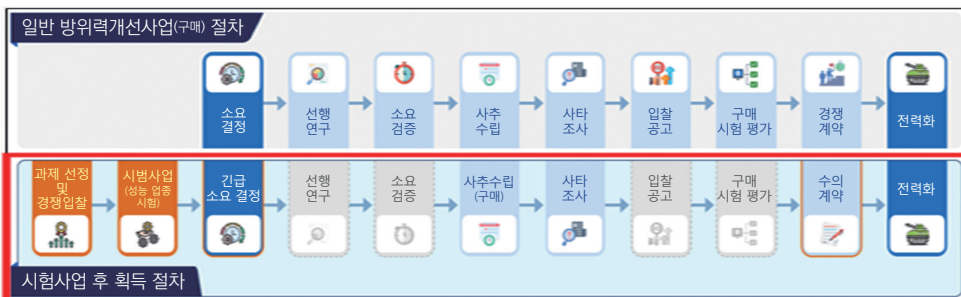 일반 방위력개선사업(구매) 절차
소요
결정
선행
연구
소요
검증
사추
수립
사타
조사
입찰
공고
구매
시험 평가
경쟁
계약
전력화
과제 선정
및
경쟁입찰
시범사업
(성능 업증
시험)
긴급
소요 결정
선행
연구
소요
검증
사추수립
(구매)
사타
조사
입찰
공고
구매
시험 평가
수의
계약
전력화
시험사업 후 획득 절차